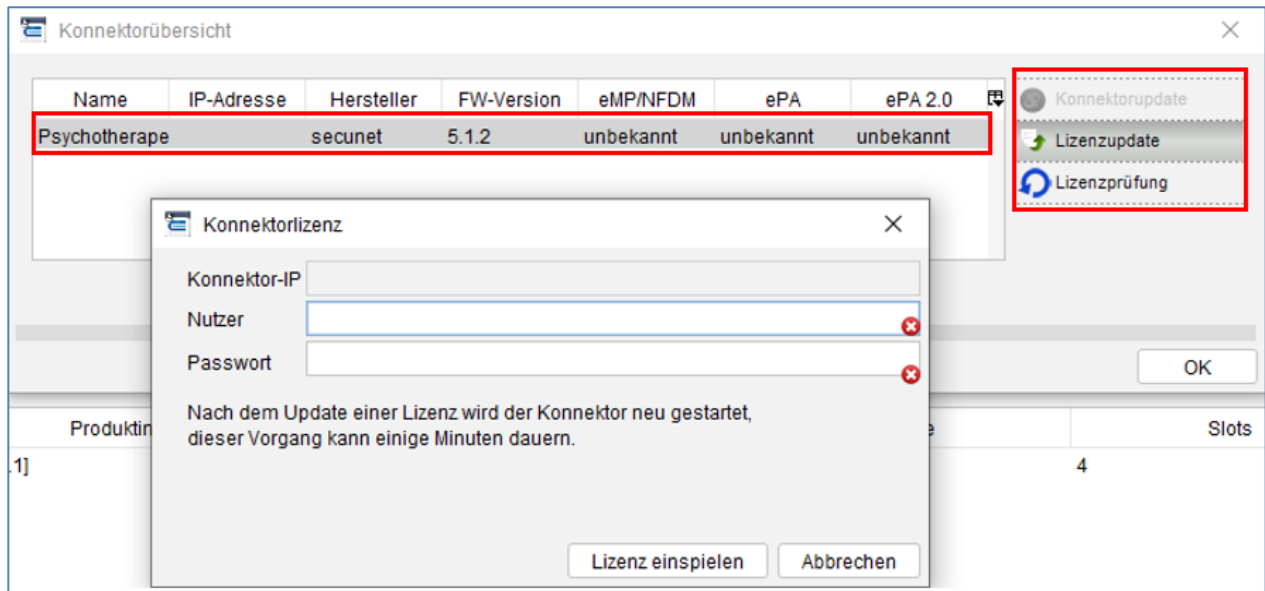 Konnektorübersicht
Name IP-Adresse Hersteller FW-Version eMP/NFDM ePA ePA 2.0
Psychotherape secunet 5.1.2 unbekannt unbekannt unbekannt
Konnektorupdate
Lizenzupdate
Lizenzprüfung
Konnektorlizenz
Konnektor-IP
Nutzer
Passwort
Nach dem Update einer Lizenz wird der Konnektor neu gestartet,
dieser Vorgang kann einige Minuten dauern.
Lizenz einspielen Abbrechen
OK
Produktin e Slots
.1] 4